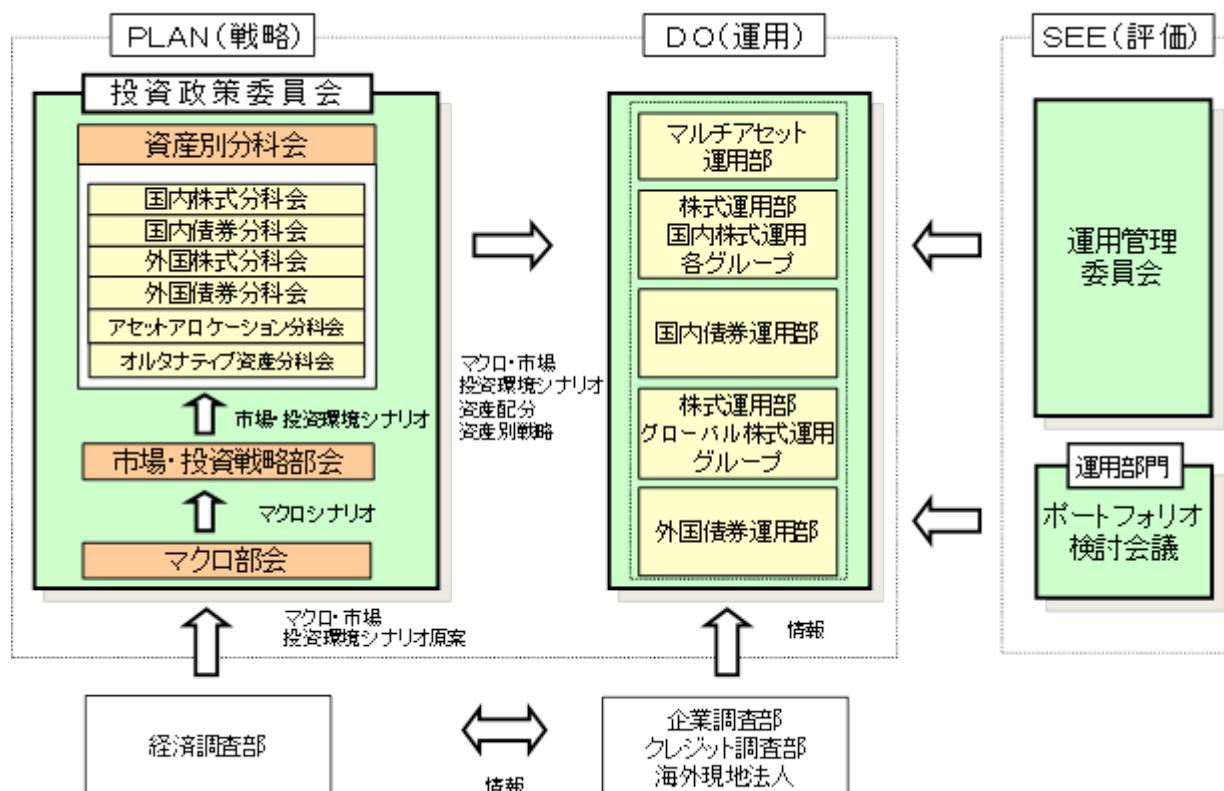 PLAN(戦略)
投資政策委員会
資産別分科会
国内株式分科会
国内債券分科会
外国株式分科会
外国債券分科会
アセットアロケーション分科会
オルタナティブ資産分科会
市場・投資環境シナリオ
市場・投資戦略部会
マクロシナリオ
マクロ部会
マクロ・市場
投資環境シナリオ原案
経済調査部
マクロ・市場
投資環境シナリオ
資産配分
資産別戦略
DO(運用)
マルチアセット
運用部
株式運用部
国内株式運用
各グループ
国内債券運用部
株式運用部
グローバル株式運用
グループ
外国債券運用部
情報
情報
企業調査部
クレジット調査部
海外現地法人
SEE(評価)
運用管理
委員会
運用部門
ポートフォリオ
検討会議